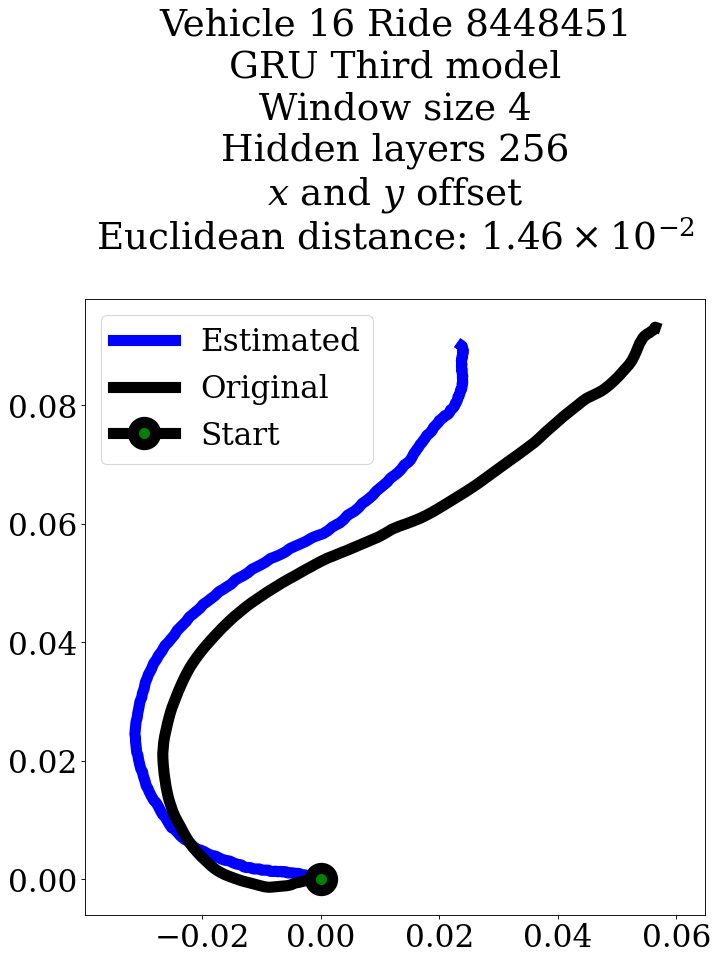 Vehicle 16 Ride 8448451
GRU Third model
Window size 4
Hidden layers 256
x and y offset
Euclidean distance: 1.46 × 10⁻²
Estimated
Original
Start
0.08
0.06
0.04
0.02
0.00
−0.02 0.00 0.02 0.04 0.06